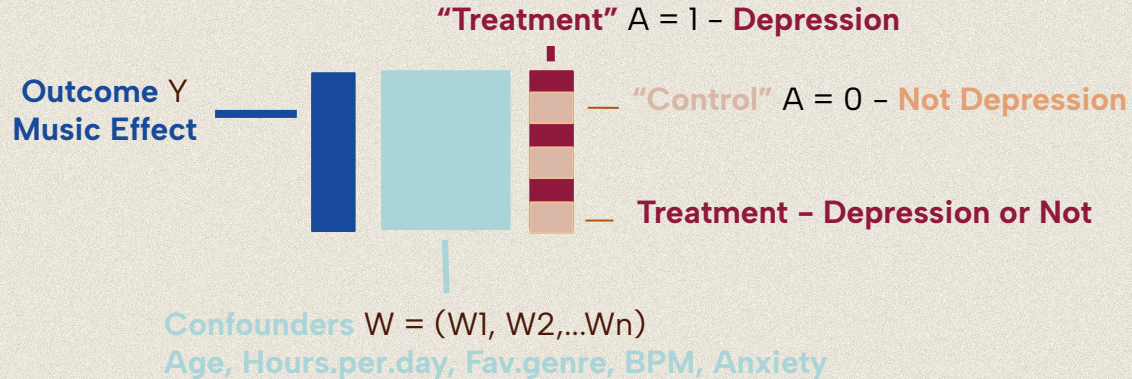 “Treatment” A = 1 - Depression
Outcome Y
Music Effect
“Control” A = 0 - Not Depression
Treatment - Depression or Not
Confounders W = (W1, W2,...Wn)
Age, Hours.per.day, Fav.genre, BPM, Anxiety